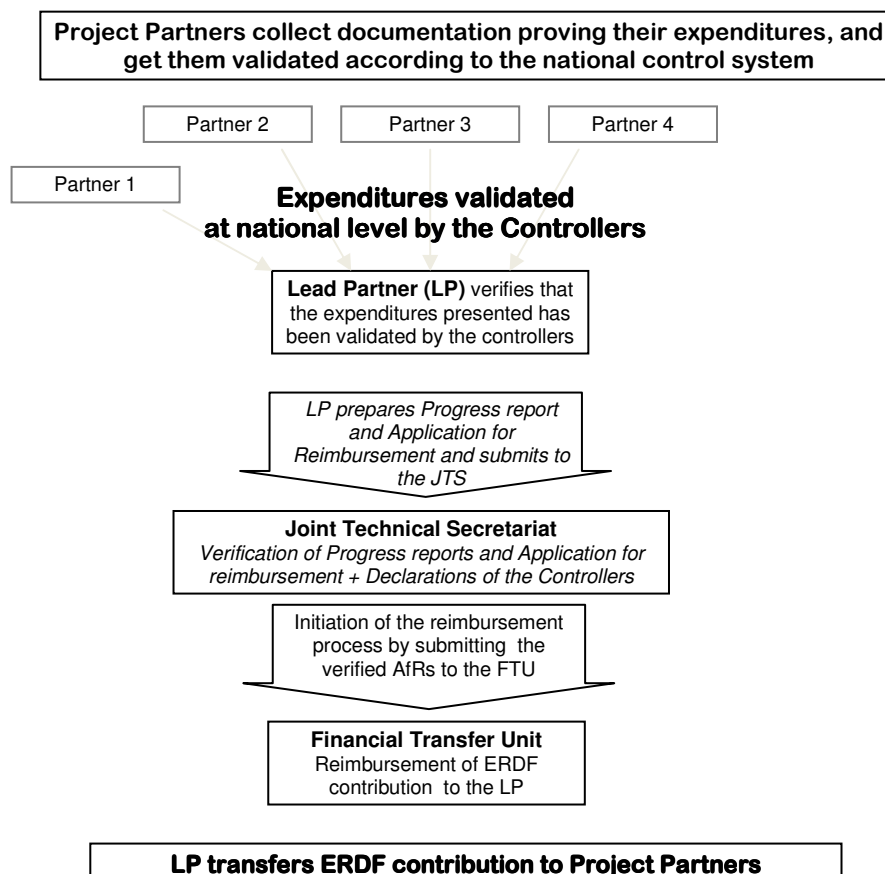 Project Partners collect documentation proving their expenditures, and
get them validated according to the national control system
Partner 2
Partner 3
Partner 4
Partner 1
Expenditures validated
at national level by the Controllers
Lead Partner (LP) verifies that
the expenditures presented has
been validated by the controllers
LP prepares Progress report
and Application for
Reimbursement and submits to
the JTS
Joint Technical Secretariat
Verification of Progress reports and Application for
reimbursement + Declarations of the Controllers
Initiation of the reimbursement
process by submitting the
verified AfRs to the FTU
Financial Transfer Unit
Reimbursement of ERDF
contribution to the LP
LP transfers ERDF contribution to Project Partners